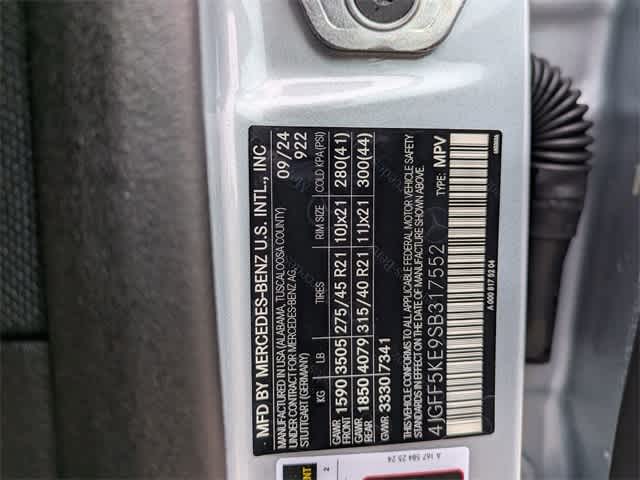 MFD BY MERCEDES-BENZ U.S. INTL., INC
MANUFACTURED IN USA (ALABAMA, TUSCALOOSA COUNTY) 09/24
UNDER CONTRACT FOR MERCEDES-BENZ AG, 922
STUTTGART (GERMANY)
KG LB TIRES RIM SIZE COLD KPA (PSI)
GAWR FRONT 1590 3505 275/45 R21 10Jx21 280(41)
GAWR REAR 1850 4079 315/40 R21 11Jx21 300(44)
GVWR 3330 7341
THIS VEHICLE CONFORMS TO ALL APPLICABLE FEDERAL MOTOR VEHICLE SAFETY
STANDARDS IN EFFECT ON THE DATE OF MANUFACTURE SHOWN ABOVE.
4JGFF5KE9SB317552 TYPE: MPV
A 000 817 52 04
A 167 584 25 24
2